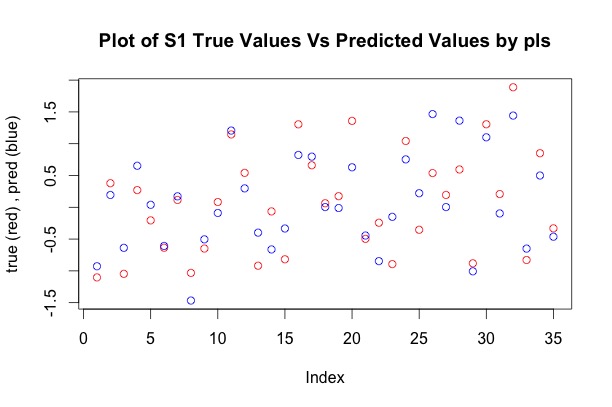 Plot of S1 True Values Vs Predicted Values by pls
true (red) , pred (blue)
1.5
0.5
-0.5
-1.5
0 5 10 15 20 25 30 35
Index